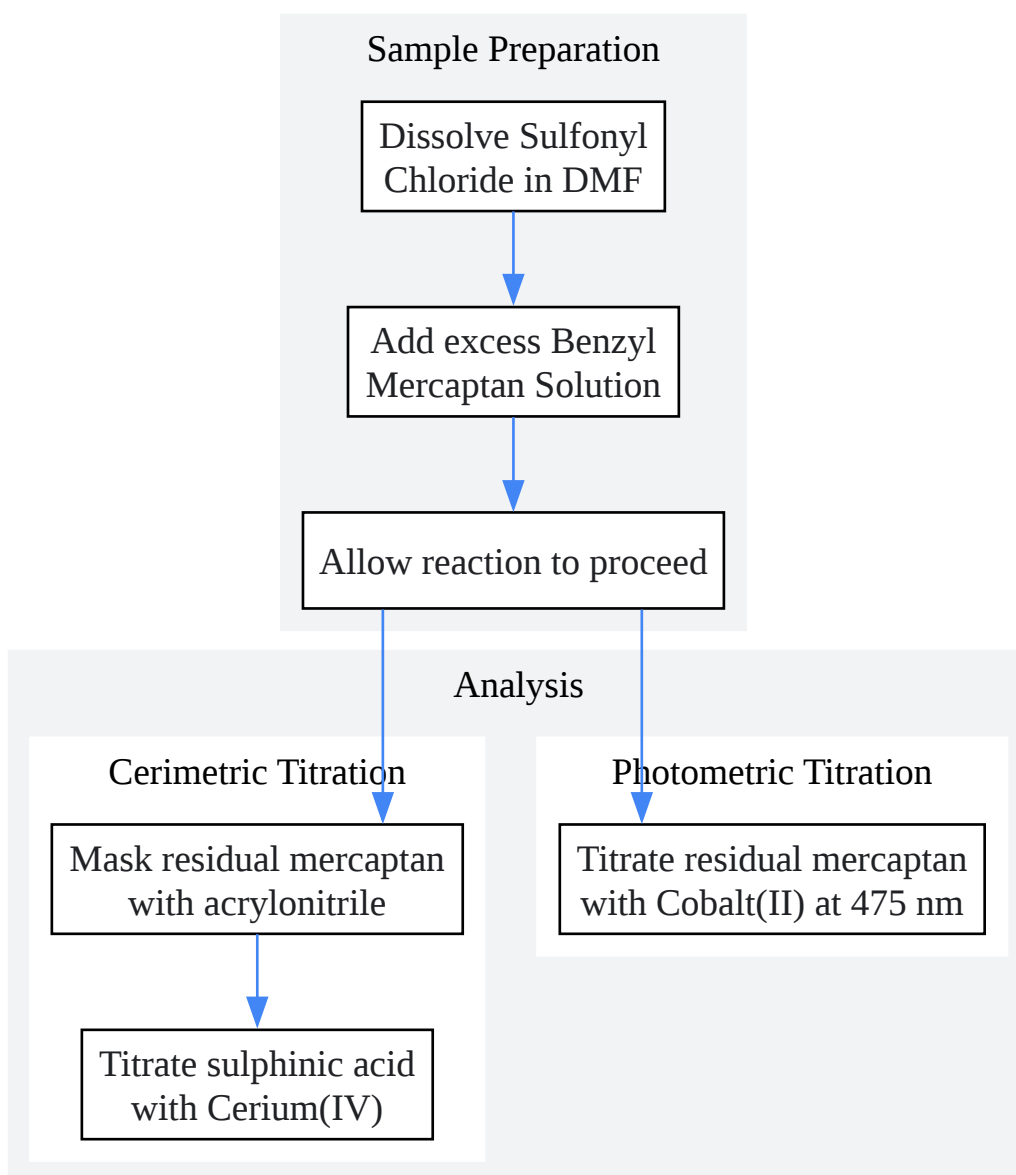 Sample Preparation
Dissolve Sulfonyl
Chloride in DMF
Add excess Benzyl
Mercaptan Solution
Allow reaction to proceed
Analysis
Cerimetric Titration
Mask residual mercaptan
with acrylonitrile
Titrate sulphinic acid
with Cerium(IV)
Photometric Titration
Titrate residual mercaptan
with Cobalt(II) at 475 nm